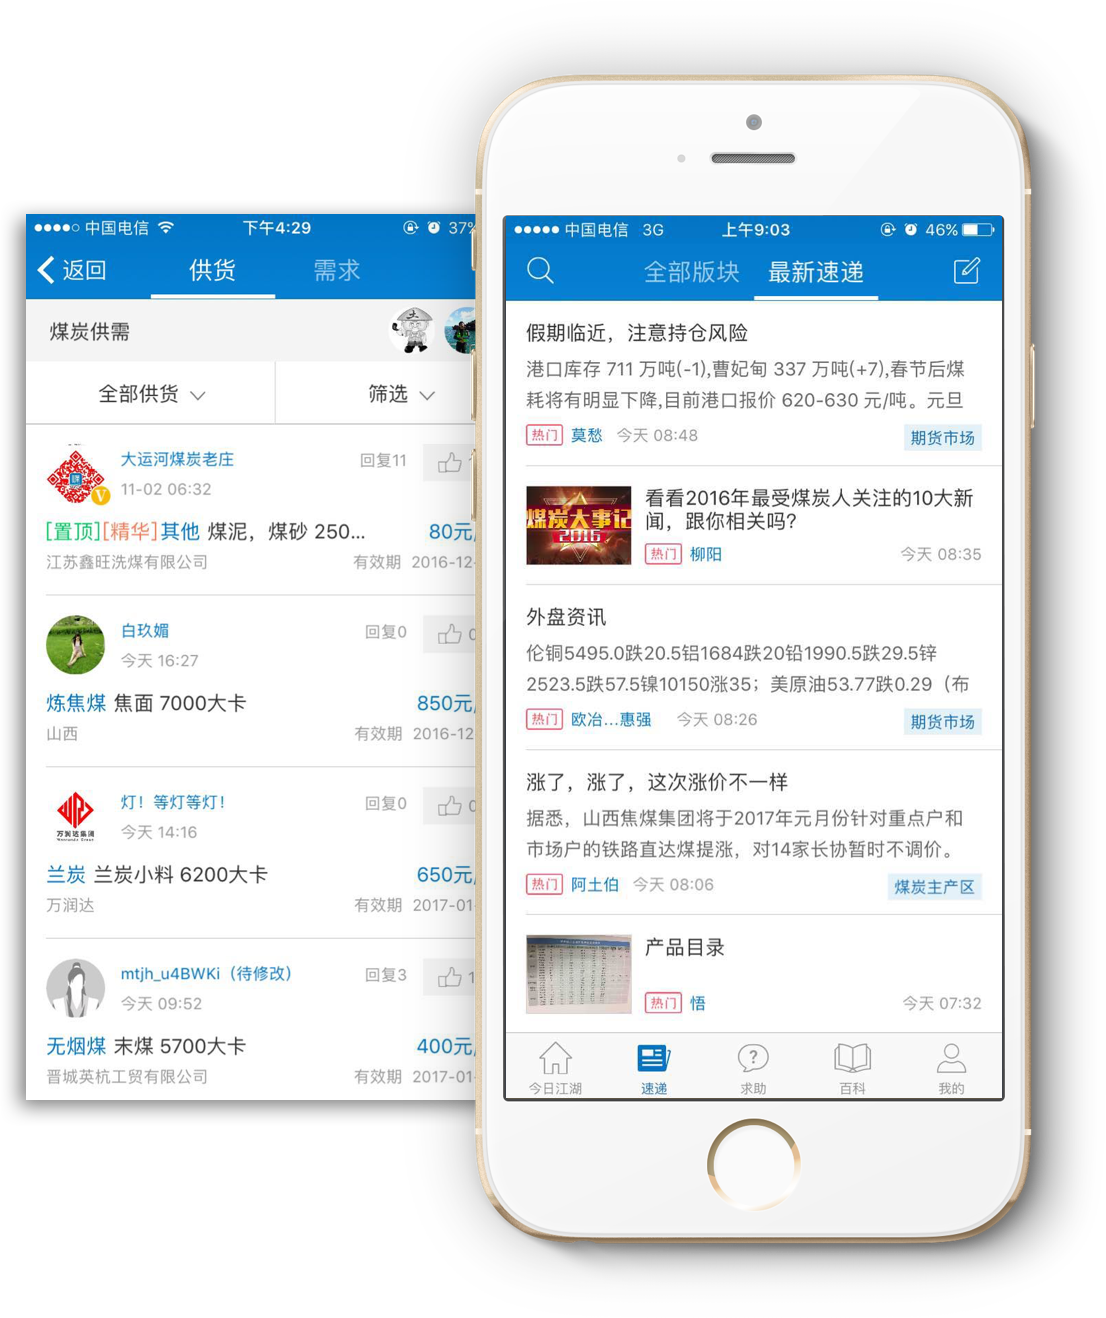 中国电信
下午4:29
37%
返回
供货
需求
煤炭供需
全部供货
筛选
大运河煤炭老庄
回复11
11-02 06:32
[置顶][精华]其他 煤泥，煤砂 250... 80元/
江苏鑫旺洗煤有限公司 有效期 2016-12-
白玖媚
回复0
今天 16:27
炼焦煤 焦面 7000大卡 850元/
山西 有效期 2016-12
灯！等灯等灯！
回复0
今天 14:16
万润达集团
兰炭 兰炭小料 6200大卡 650元/
万润达 有效期 2017-01-
mtjh_u4BWKi（待修改）
回复3
1
今天 09:52
无烟煤 末煤 5700大卡 400元/
晋城英杭工贸有限公司 有效期 2017-01-
中国电信 3G
上午9:03
46%
全部版块
最新速递
假期临近，注意持仓风险
港口库存 711 万吨(-1),曹妃甸 337 万吨(+7),春节后煤
耗将有明显下降,目前港口报价 620-630 元/吨。元旦
热门 莫愁 今天 08:48 期货市场
煤炭大事记
2016
看看2016年最受煤炭人关注的10大新
闻，跟你相关吗?
热门 柳阳 今天 08:35
外盘资讯
伦铜5495.0跌20.5铝1684跌20铅1990.5跌29.5锌
2523.5跌57.5镍10150涨35；美原油53.77跌0.29（布
热门 欧冶...惠强 今天 08:26 期货市场
涨了，涨了，这次涨价不一样
据悉，山西焦煤集团将于2017年元月份针对重点户和
市场户的铁路直达煤提涨，对14家长协暂时不调价。
热门 阿土伯 今天 08:06 煤炭主产区
产品目录
热门 悟 今天 07:32
今日江湖 速递 求助 百科 我的